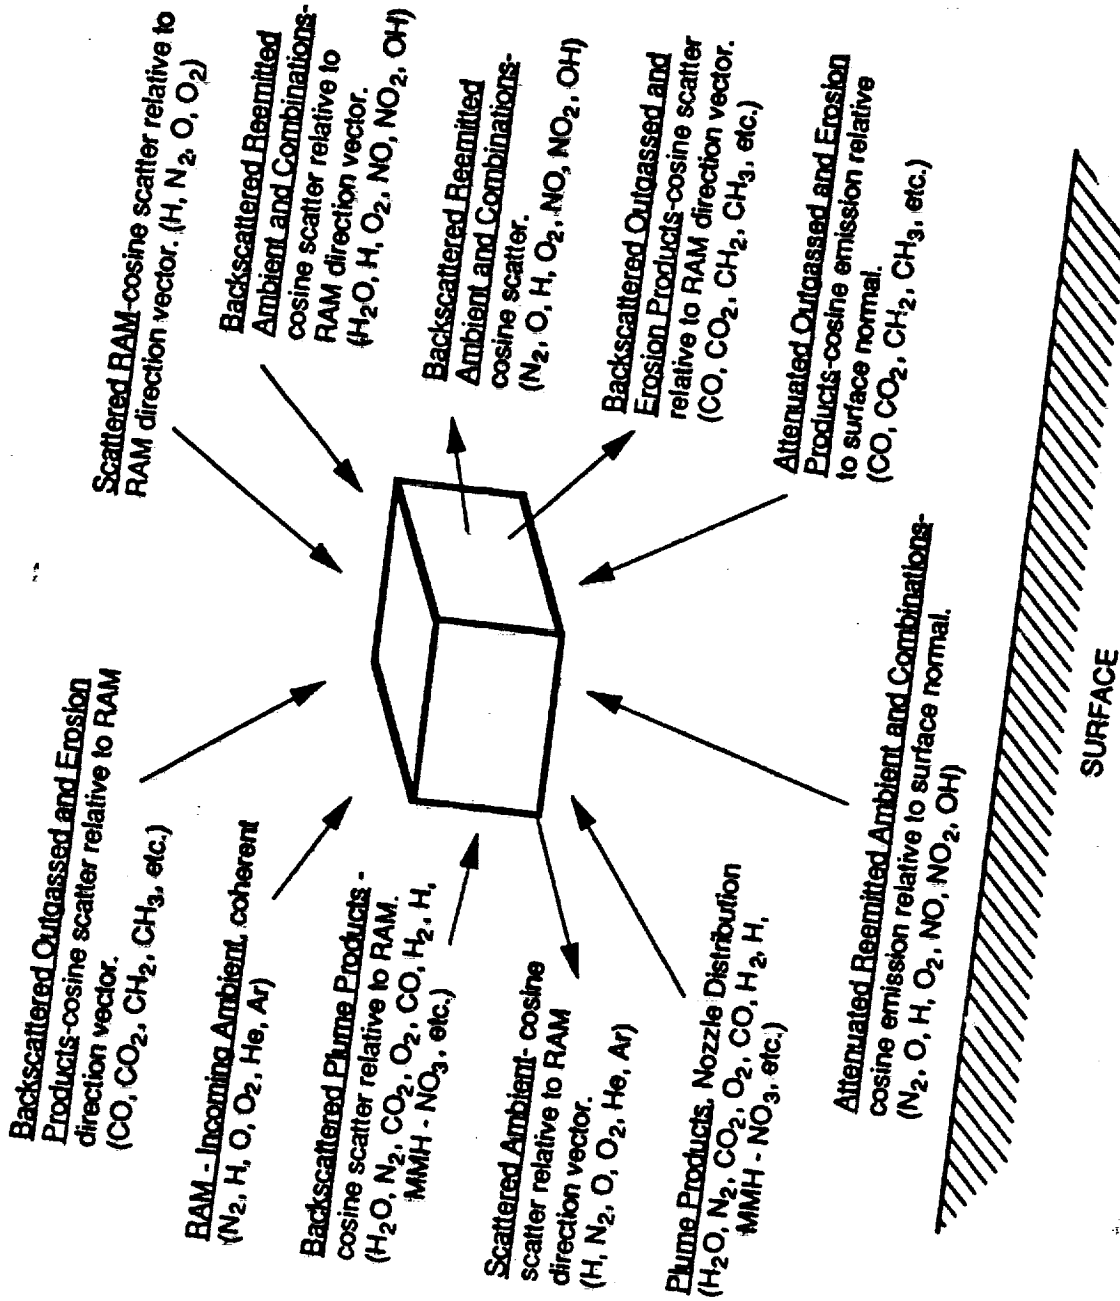 Backscattered Outgassed and Erosion
Products-cosine scatter relative to RAM
direction vector.
(CO, CO2, CH2, CH3, etc.)
RAM - Incoming Ambient, coherent
(N2, H, O, O2, He, Ar)
Backscattered Plume Products -
cosine scatter relative to RAM.
(H2O, N2, CO2, O2, CO, H2, H,
MMH - NO3, etc.)
Scattered Ambient- cosine
scatter relative to RAM
direction vector.
(H, N2, O, O2, He, Ar)
Plume Products, Nozzle Distribution
(H2O, N2, CO2, O2, CO, H2, H,
MMH - NO3, etc.)
Attenuated Reemitted Ambient and Combinations-
cosine emission relative to surface normal.
(N2, O, H, O2, NO, NO2, OH)
Scattered RAM-cosine scatter relative to
RAM direction vector. (H, N2, O, O2)
Backscattered Reemitted
Ambient and Combinations-
cosine scatter relative to
RAM direction vector.
(H2O, H, O2, NO, NO2, OH)
Backscattered Reemitted
Ambient and Combinations-
cosine scatter.
(N2, O, H, O2, NO, NO2, OH)
Backscattered Outgassed and
Erosion Products-cosine scatter
relative to RAM direction vector.
(CO, CO2, CH2, CH3, etc.)
Attenuated Outgassed and Erosion
Products-cosine emission relative
to surface normal.
(CO, CO2, CH2, CH3, etc.)
SURFACE